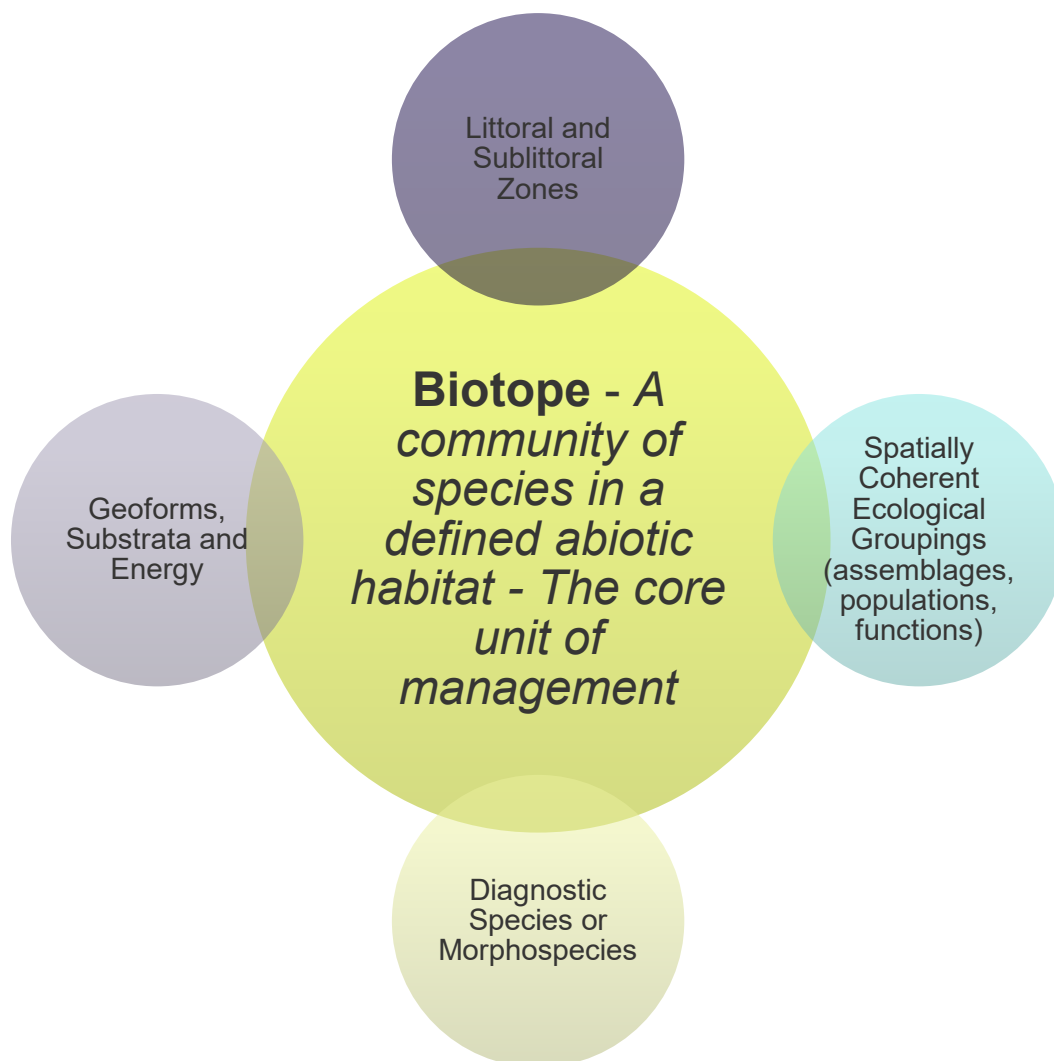 Littoral and
Sublittoral
Zones
Biotope - A
community of
species in a
defined abiotic
habitat - The core
unit of
management
Geoforms,
Substrata and
Energy
Spatially
Coherent
Ecological
Groupings
(assemblages,
populations,
functions)
Diagnostic
Species or
Morphospecies